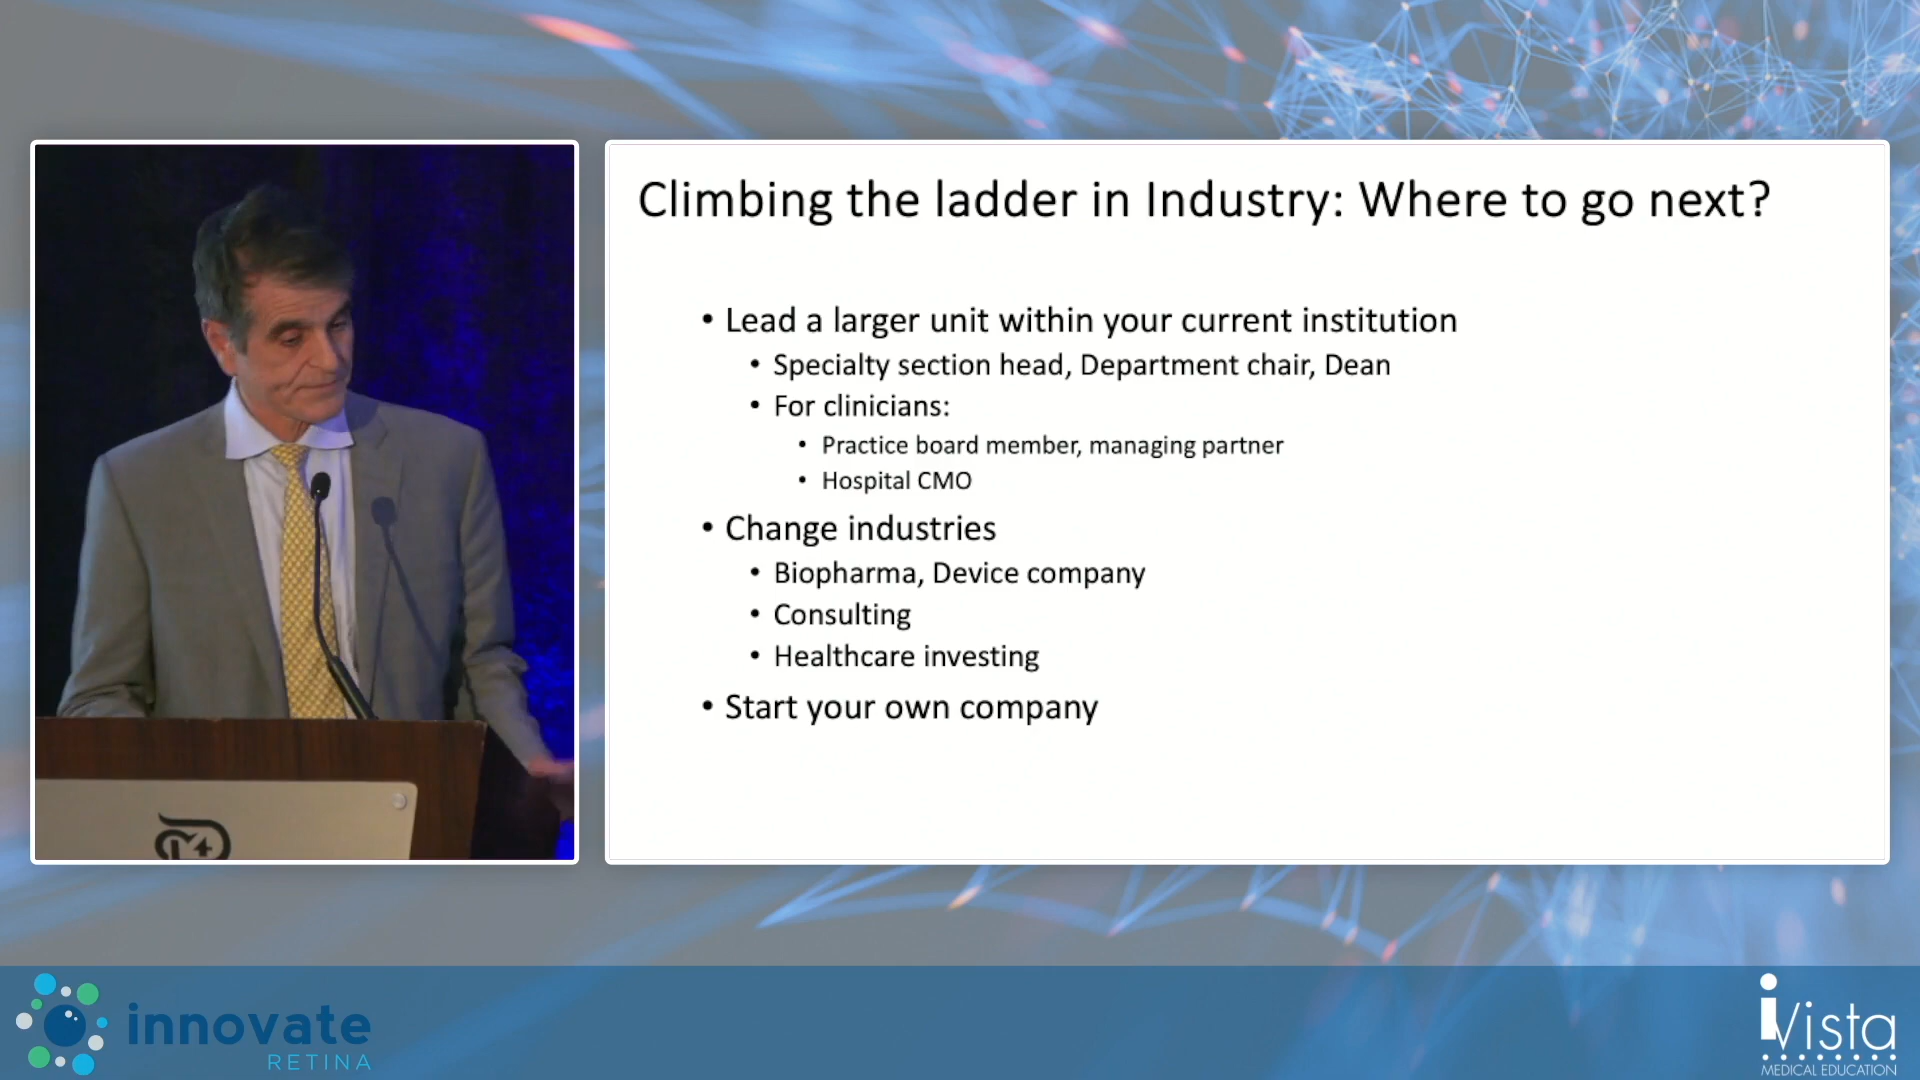 Climbing the ladder in Industry: Where to go next?
• Lead a larger unit within your current institution
• Specialty section head, Department chair, Dean
• For clinicians:
• Practice board member, managing partner
• Hospital CMO
• Change industries
• Biopharma, Device company
• Consulting
• Healthcare investing
• Start your own company
innovate
RETINA
iVista
MEDICAL EDUCATION